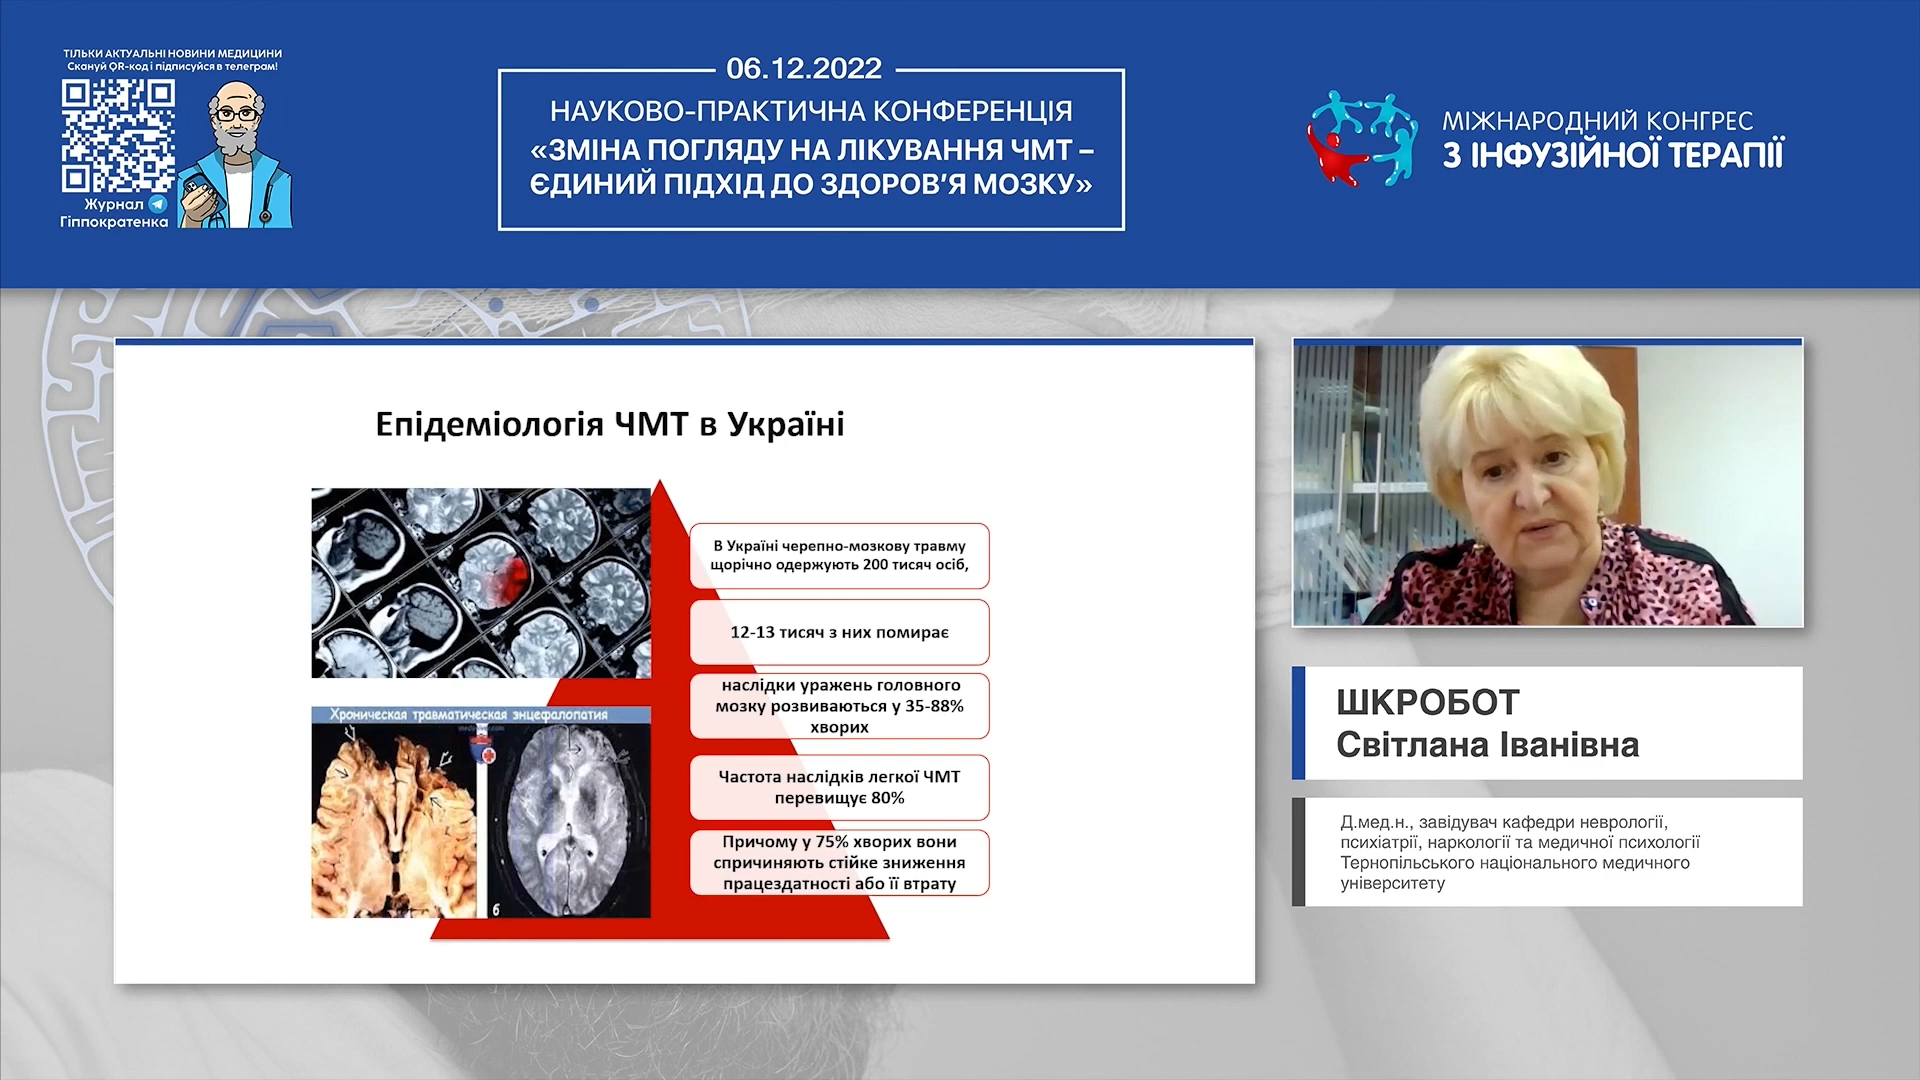 ТІЛЬКИ АКТУАЛЬНІ НОВИНИ МЕДИЦИНИ
Скануй QR-код і підписуйся в телеграм!
Журнал
Гіппократенка
06.12.2022
НАУКОВО-ПРАКТИЧНА КОНФЕРЕНЦІЯ
«ЗМІНА ПОГЛЯДУ НА ЛІКУВАННЯ ЧМТ –
ЄДИНИЙ ПІДХІД ДО ЗДОРОВ'Я МОЗКУ»
МІЖНАРОДНИЙ КОНГРЕС
З ІНФУЗІЙНОЇ ТЕРАПІЇ
Епідеміологія ЧМТ в Україні
В Україні черепно-мозкову травму
щорічно одержують 200 тисяч осіб,
12-13 тисяч з них помирає
наслідки уражень головного
мозку розвиваються у 35-88%
хворих
Частота наслідків легкої ЧМТ
перевищує 80%
Причому у 75% хворих вони
спричиняють стійке зниження
працездатності або її втрату
Хроническая травматическая энцефалопатия
б
ШКРОБОТ
Світлана Іванівна
Д.мед.н., завідувач кафедри неврології,
психіатрії, наркології та медичної психології
Тернопільського національного медичного
університету